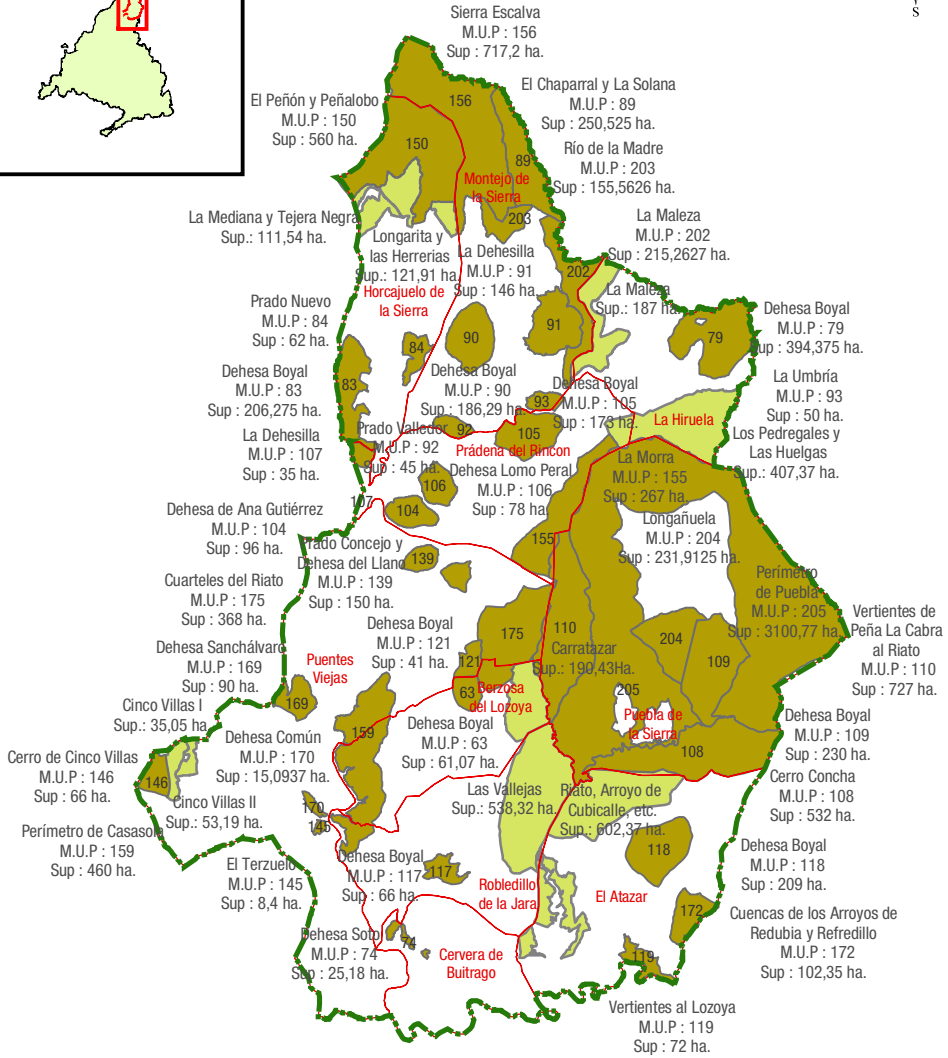 S
Sierra Escalva
M.U.P : 156
Sup : 717,2 ha.
El Chaparral y La Solana
M.U.P : 89
Sup : 250,525 ha.
El Peñón y Peñalobo
M.U.P : 150
Sup : 560 ha.
Río de la Madre
M.U.P : 203
Sup : 155,5626 ha.
156
150
89
Montejo de
la Sierra
203
La Mediana y Tejera Negra
Sup.: 111,54 ha.
Longarita y
las Herrerias
Sup.: 121,91 ha.
La Dehesilla
M.U.P : 91
Sup : 146 ha.
La Maleza
M.U.P : 202
Sup : 215,2627 ha.
202
La Maleza
Sup.: 187 ha.
Horcajuelo de
la Sierra
Prado Nuevo
M.U.P : 84
Sup : 62 ha.
84
90
91
79
Dehesa Boyal
M.U.P : 79
Sup : 394,375 ha.
Dehesa Boyal
M.U.P : 83
Sup : 206,275 ha.
83
Dehesa Boyal
M.U.P : 90
Sup : 186,29 ha.
Dehesa Boyal
M.U.P : 105
Sup : 173 ha.
93
La Umbría
M.U.P : 93
Sup : 50 ha.
La Hiruela
Los Pedregales y
Las Huelgas
Sup.: 407,37 ha.
La Dehesilla
M.U.P : 107
Sup : 35 ha.
Prado Valledor
M.U.P : 92
Sup : 45 ha.
92
105
Prádena del Rincon
La Morra
M.U.P : 155
Sup : 267 ha.
Dehesa Lomo Peral
M.U.P : 106
Sup : 78 ha.
106
107
104
Dehesa de Ana Gutiérrez
M.U.P : 104
Sup : 96 ha.
Longañuela
M.U.P : 204
Sup : 231,9125 ha.
155
Prado Concejo y
Dehesa del Llano
M.U.P : 139
Sup : 150 ha.
139
Cuarteles del Riato
M.U.P : 175
Sup : 368 ha.
Perímetro
de Puebla
M.U.P : 205
Sup : 3100,77 ha.
Vertientes de
Peña La Cabra
al Riato
M.U.P : 110
Sup : 727 ha.
Dehesa Boyal
M.U.P : 121
Sup : 41 ha.
175
110
204
109
Carratazar
Sup.: 190,43Ha.
Dehesa Sanchálvaro
M.U.P : 169
Sup : 90 ha.
Puentes
Viejas
121
63
Berzosa
del Lozoya
205
Puebla de
la Sierra
169
Cinco Villas I
Sup.: 35,05 ha.
159
Dehesa Boyal
M.U.P : 63
Sup : 61,07 ha.
Dehesa Boyal
M.U.P : 109
Sup : 230 ha.
108
Cerro de Cinco Villas
M.U.P : 146
Sup : 66 ha.
146
Dehesa Común
M.U.P : 170
Sup : 15,0937 ha.
Cinco Villas II
Sup.: 53,19 ha.
170
145
Las Vallejas
Sup.: 538,32 ha.
Riato, Arroyo de
Cubicalle, etc.
Sup.: 602,37 ha.
Cerro Concha
M.U.P : 108
Sup : 532 ha.
Perímetro de Casasola
M.U.P : 159
Sup : 460 ha.
El Terzuelo
M.U.P : 145
Sup : 8,4 ha.
Dehesa Boyal
M.U.P : 117
Sup : 66 ha.
117
118
Dehesa Boyal
M.U.P : 118
Sup : 209 ha.
Robledillo
de la Jara
El Atazar
172
Cuencas de los Arroyos de
Redubia y Refredillo
M.U.P : 172
Sup : 102,35 ha.
Dehesa Soto
M.U.P : 74
Sup : 25,18 ha.
74
Cervera de
Buitrago
119
Vertientes al Lozoya
M.U.P : 119
Sup : 72 ha.